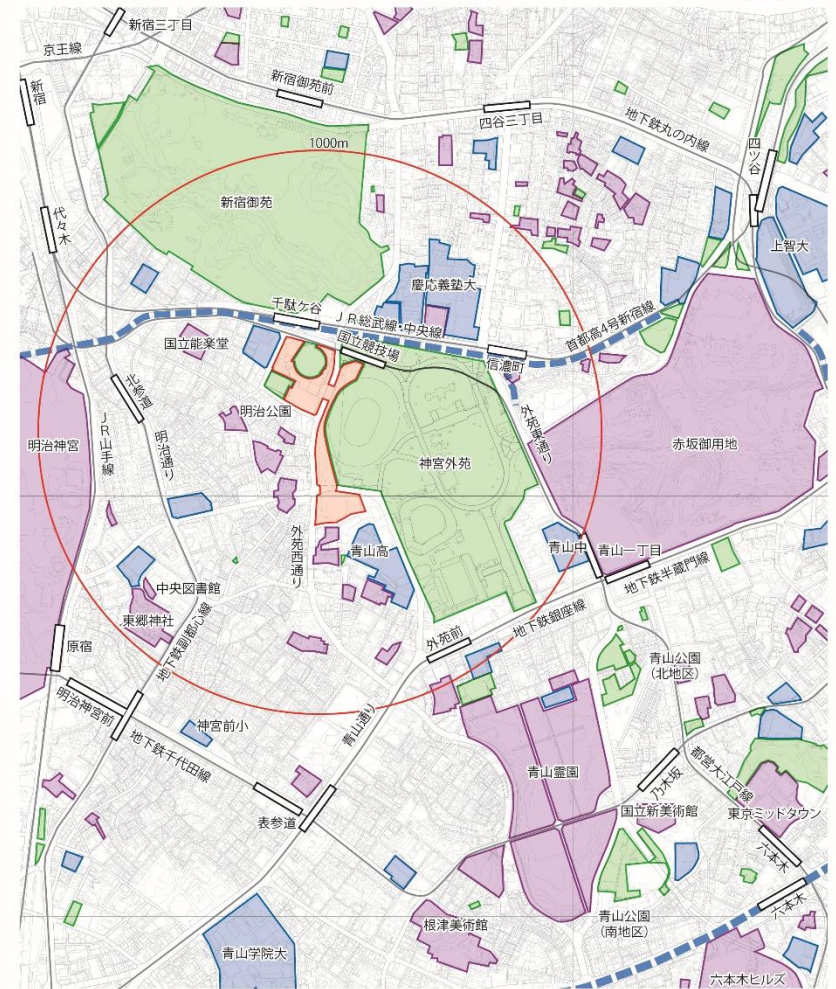 新宿三丁目
京王線
新宿
新宿御苑前
四谷三丁目
地下鉄丸の内線
四ツ谷
1000m
新宿御苑
代々木
上智大
慶応義塾大
千駄ケ谷
JR総武線・中央線
国立競技場
首都高4号新宿線
信濃町
国立能楽堂
北参道
明治公園
外苑東通り
明治神宮
JR山手線
明治通り
神宮外苑
赤坂御用地
外苑西通り
青山高
青山中
青山一丁目
地下鉄半蔵門線
中央図書館
東郷神社
地下鉄副都心線
外苑前
地下鉄銀座線
原宿
青山公園
(北地区)
明治神宮前
神宮前小
青山通り
地下鉄千代田線
青山霊園
乃木坂
都営大江戸線
国立新美術館
東京ミッドタウン
表参道
六本木
六本木
青山公園
(南地区)
根津美術館
青山学院大
六本木ヒルズ